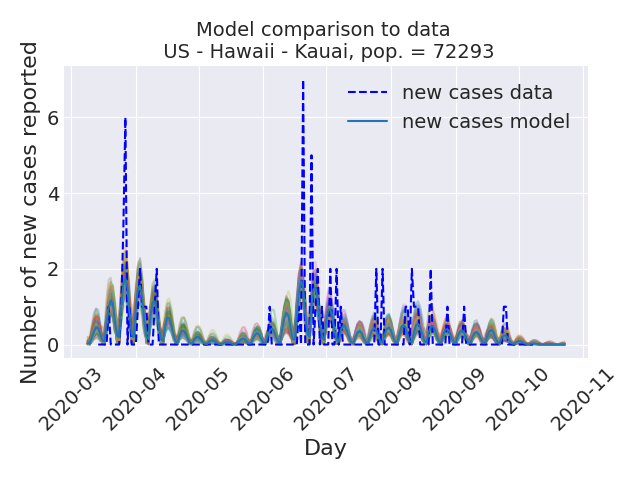 Model comparison to data
US - Hawaii - Kauai, pop. = 72293
Number of new cases reported
6
4
2
0
new cases data
new cases model
2020-03
2020-04
2020-05
2020-06
2020-07
2020-08
2020-09
2020-10
2020-11
Day